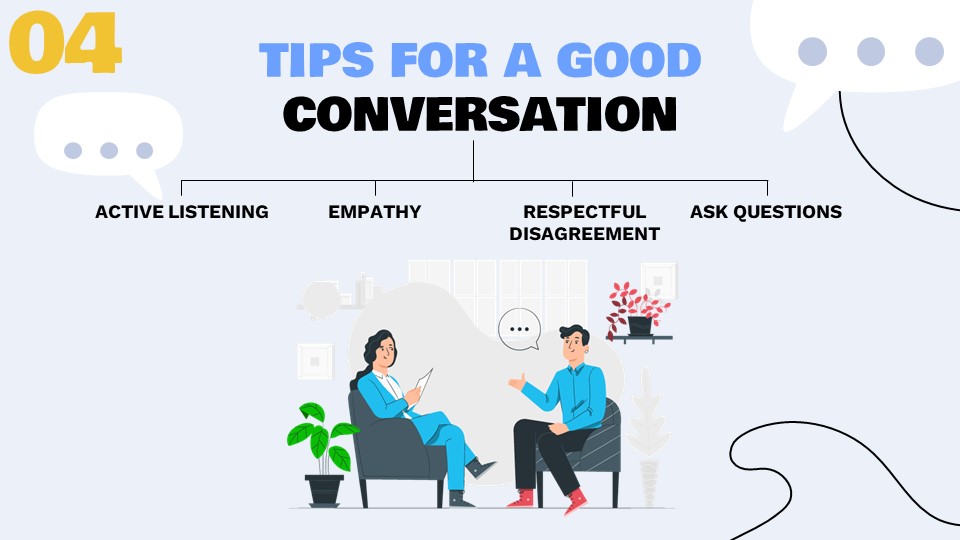 04
TIPS FOR A GOOD
CONVERSATION
ACTIVE LISTENING
EMPATHY
RESPECTFUL
DISAGREEMENT
ASK QUESTIONS